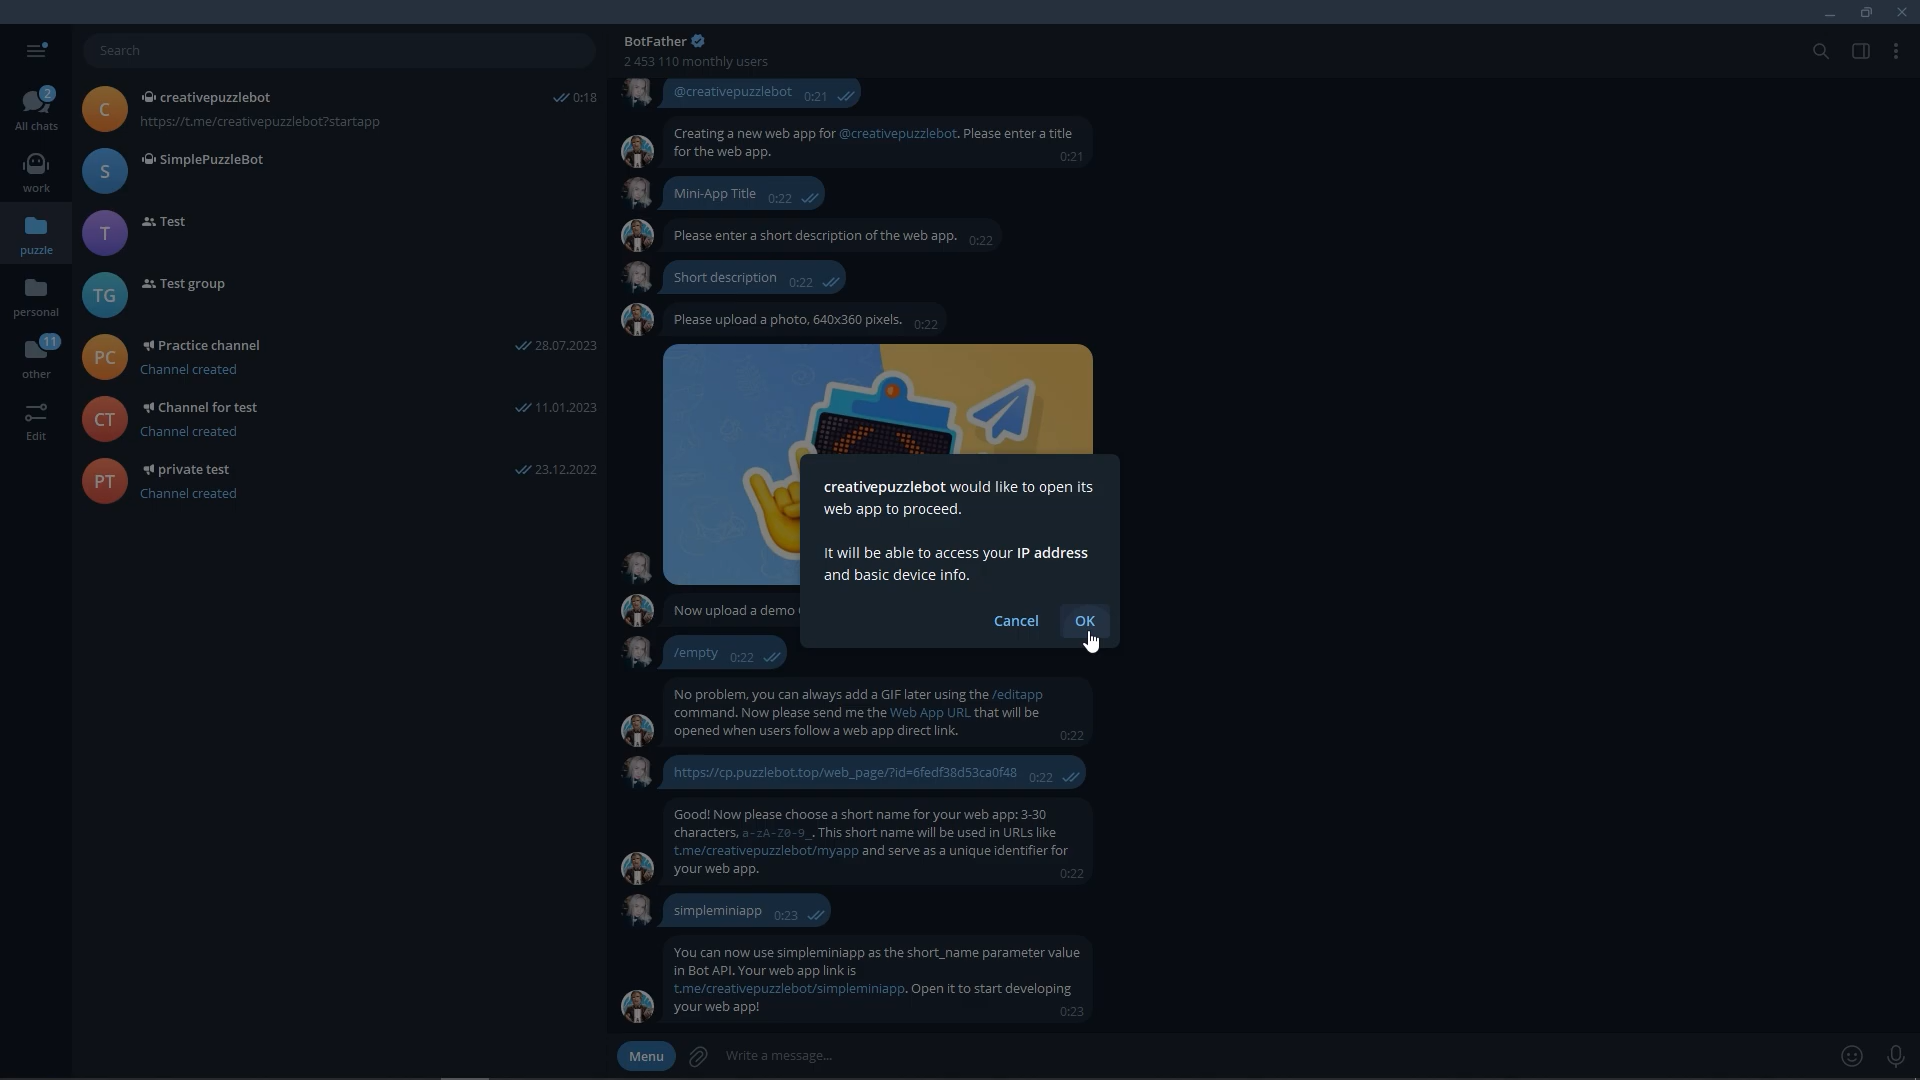 Search
2
All chats
work
puzzle
personal
11
other
Edit
C
creativepuzzlebot
0:18
https://t.me/creativepuzzlebot?startapp
S
SimplePuzzleBot
T
Test
TG
Test group
PC
Practice channel
28.07.2023
Channel created
CT
Channel for test
11.01.2023
Channel created
PT
private test
23.12.2022
Channel created
BotFather
2 453 110 monthly users
@creativepuzzlebot 0:21
Creating a new web app for @creativepuzzlebot. Please enter a title
for the web app.
0:21
Mini-App Title 0:22
Please enter a short description of the web app. 0:22
Short description 0:22
Please upload a photo, 640x360 pixels. 0:22
creativepuzzlebot would like to open its
web app to proceed.
It will be able to access your IP address
and basic device info.
Cancel OK
Now upload a demo
/empty 0:22
No problem, you can always add a GIF later using the /editapp
command. Now please send me the Web App URL that will be
opened when users follow a web app direct link.
0:22
https://cp.puzzlebot.top/web_page/?id=6fedf38d53ca0f48 0:22
Good! Now please choose a short name for your web app: 3-30
characters, a-zA-Z0-9_. This short name will be used in URLs like
t.me/creativepuzzlebot/myapp and serve as a unique identifier for
your web app.
0:22
simpleminiapp 0:23
You can now use simpleminiapp as the short_name parameter value
in Bot API. Your web app link is
t.me/creativepuzzlebot/simpleminiapp. Open it to start developing
your web app!
0:23
Menu
Write a message...